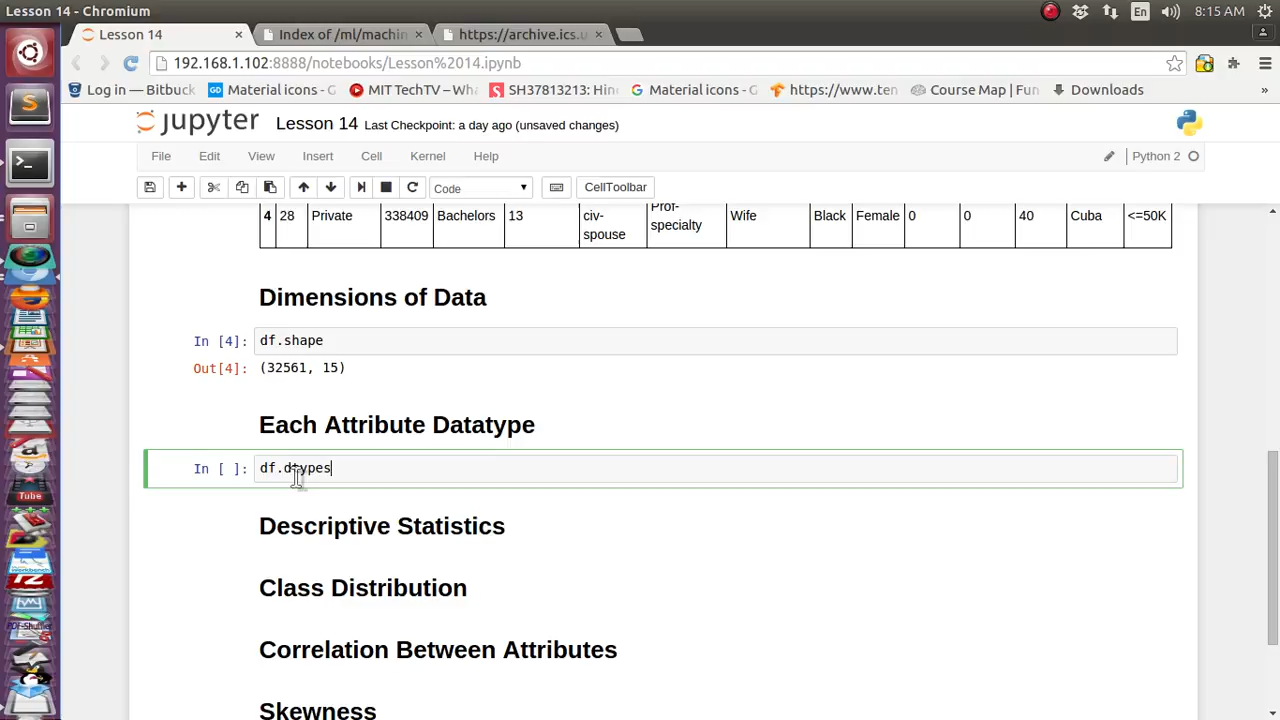 Lesson 14 - Chromium
En
8:15 AM
Lesson 14 ×
Index of /ml/machin ×
https://archive.ics.u ×
192.168.1.102:8888/notebooks/Lesson%2014.ipynb
Log in — Bitbuck
Material icons - G
MIT TechTV – Wha
SH37813213: Hind
Material icons - G
https://www.ten
Course Map | Fun
Downloads
»
jupyter
Lesson 14 Last Checkpoint: a day ago (unsaved changes)
File Edit View Insert Cell Kernel Help
Python 2
Code
CellToolbar
4 28 Private 338409 Bachelors 13 civ-spouse Prof-specialty Wife Black Female 0 0 40 Cuba <=50K
Dimensions of Data
In [4]: df.shape
Out[4]: (32561, 15)
Each Attribute Datatype
In [ ]: df.dtypes
Descriptive Statistics
Class Distribution
Correlation Between Attributes
Skewness
Tube